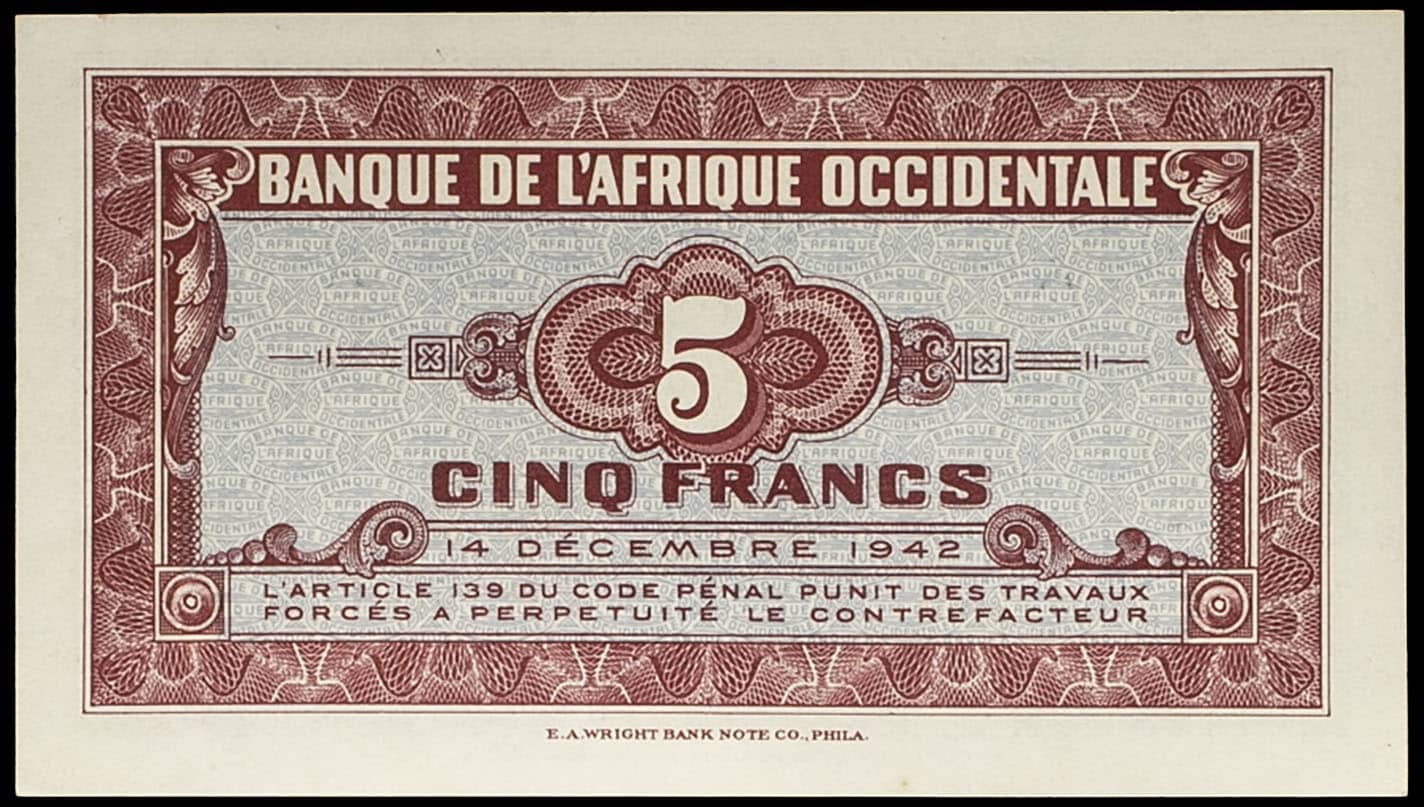 BANQUE DE L'AFRIQUE OCCIDENTALE
5
CINQ FRANCS
14 DÉCEMBRE 1942
L'ARTICLE 139 DU CODE PÉNAL PUNIT DES TRAVAUX
FORCÉS A PERPETUITÉ LE CONTREFACTEUR
E.A.WRIGHT BANK NOTE CO., PHILA.